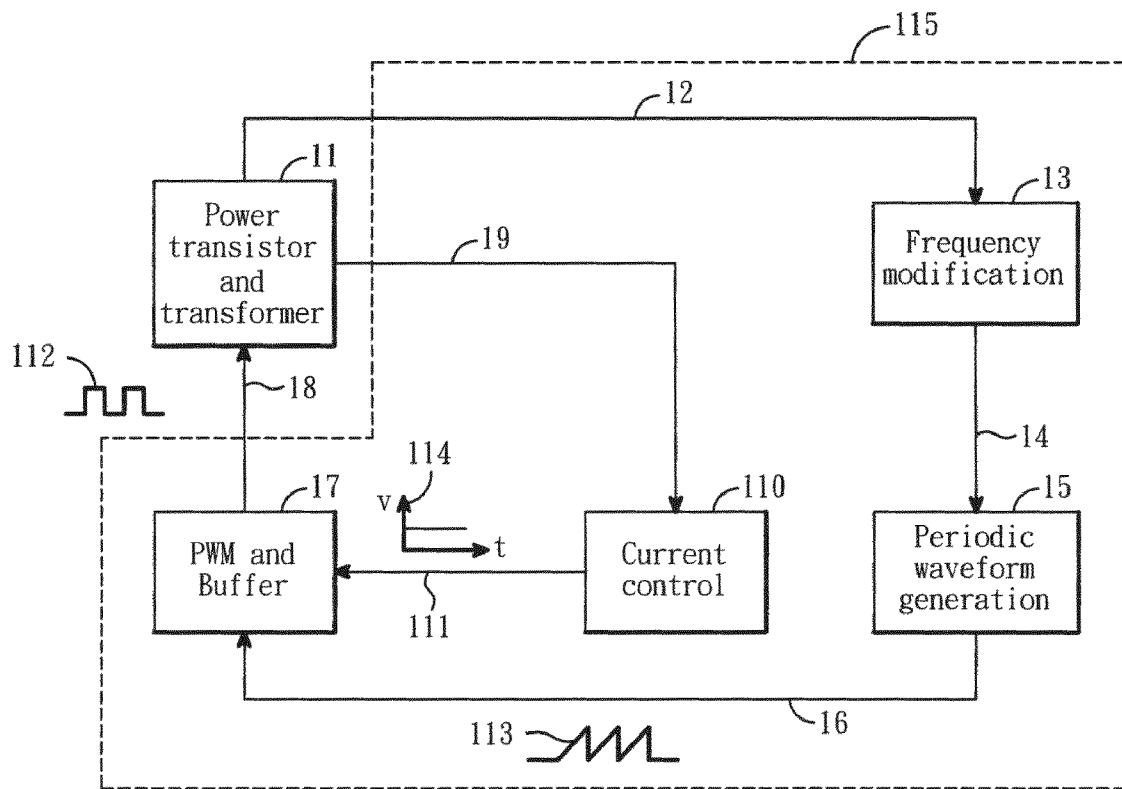 115
12
11
Power
transistor
and
transformer
13
Frequency
modification
19
112
18
14
114
v
t
17
PWM and
Buffer
110
Current
control
15
Periodic
waveform
generation
111
16
113